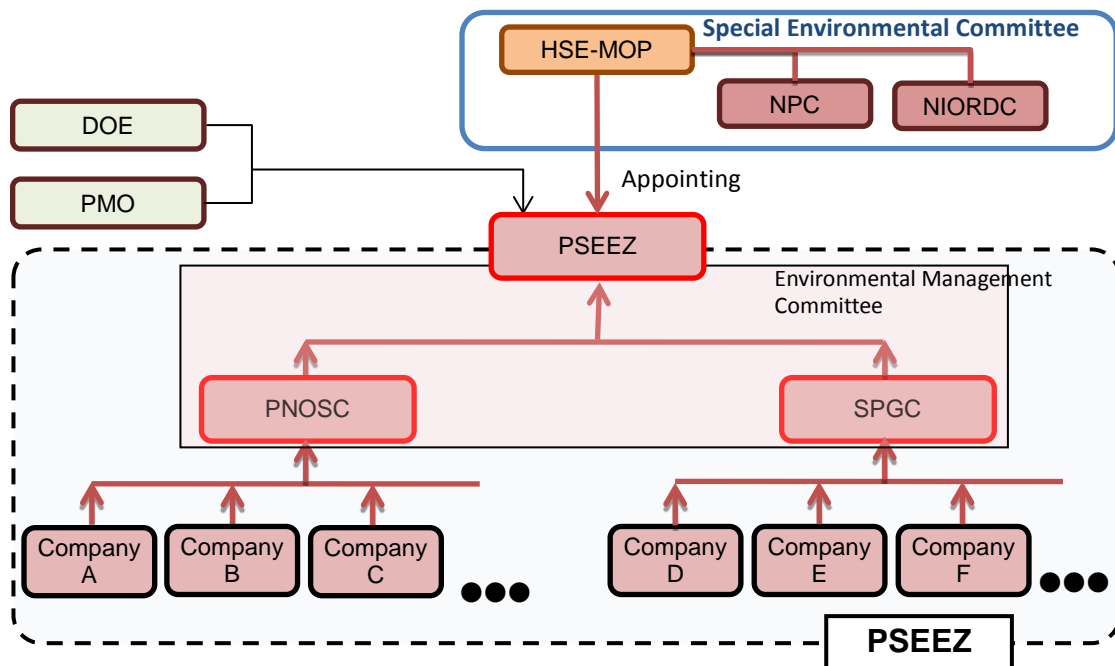 Special Environmental Committee
HSE-MOP
NPC
NIORDC
DOE
PMO
Appointing
PSEEZ
Environmental Management
Committee
PNOSC
SPGC
Company
A
Company
B
Company
C
Company
D
Company
E
Company
F
PSEEZ